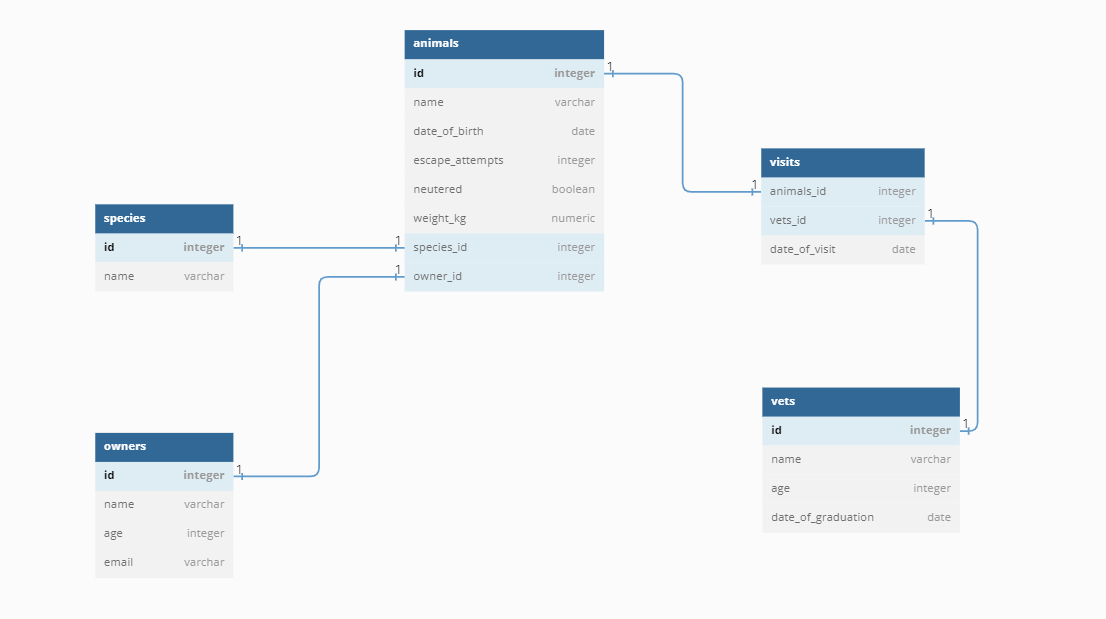 animals
id integer
name varchar
date_of_birth date
escape_attempts integer
neutered boolean
weight_kg numeric
species_id integer
owner_id integer
1
1
1
species
id integer
name varchar
1
owners
id integer
name varchar
age integer
email varchar
1
visits
animals_id integer
vets_id integer
date_of_visit date
1
1
vets
id integer
name varchar
age integer
date_of_graduation date
1